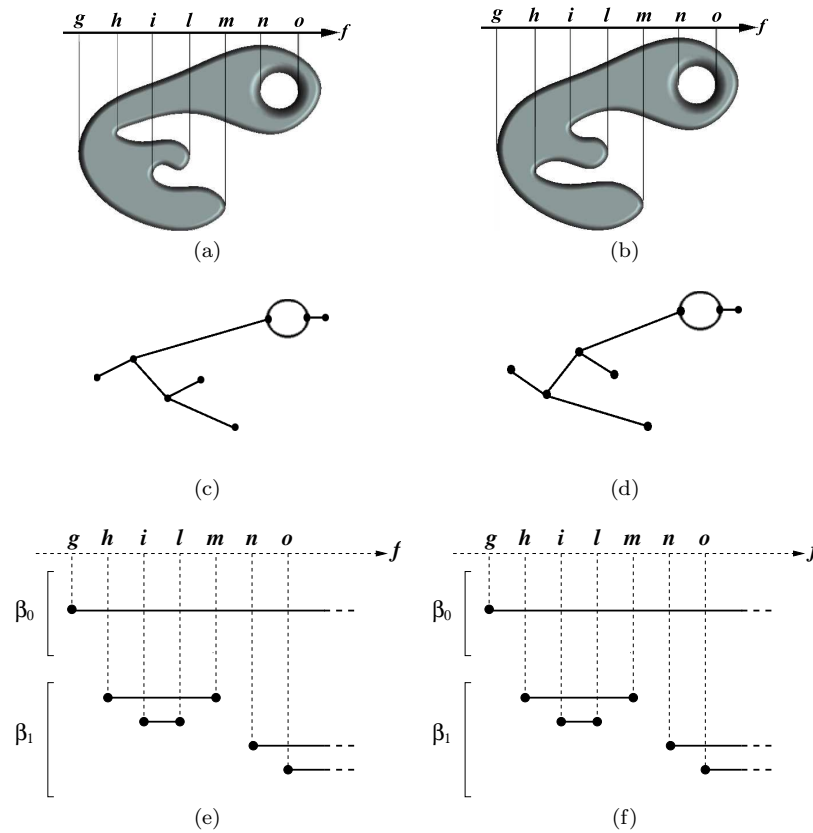 g h i l m n o f
g h i l m n o f
(a) (b)
(c) (d)
g h i l m n o f
g h i l m n o f
β0 β0
β1 β1
(e) (f)